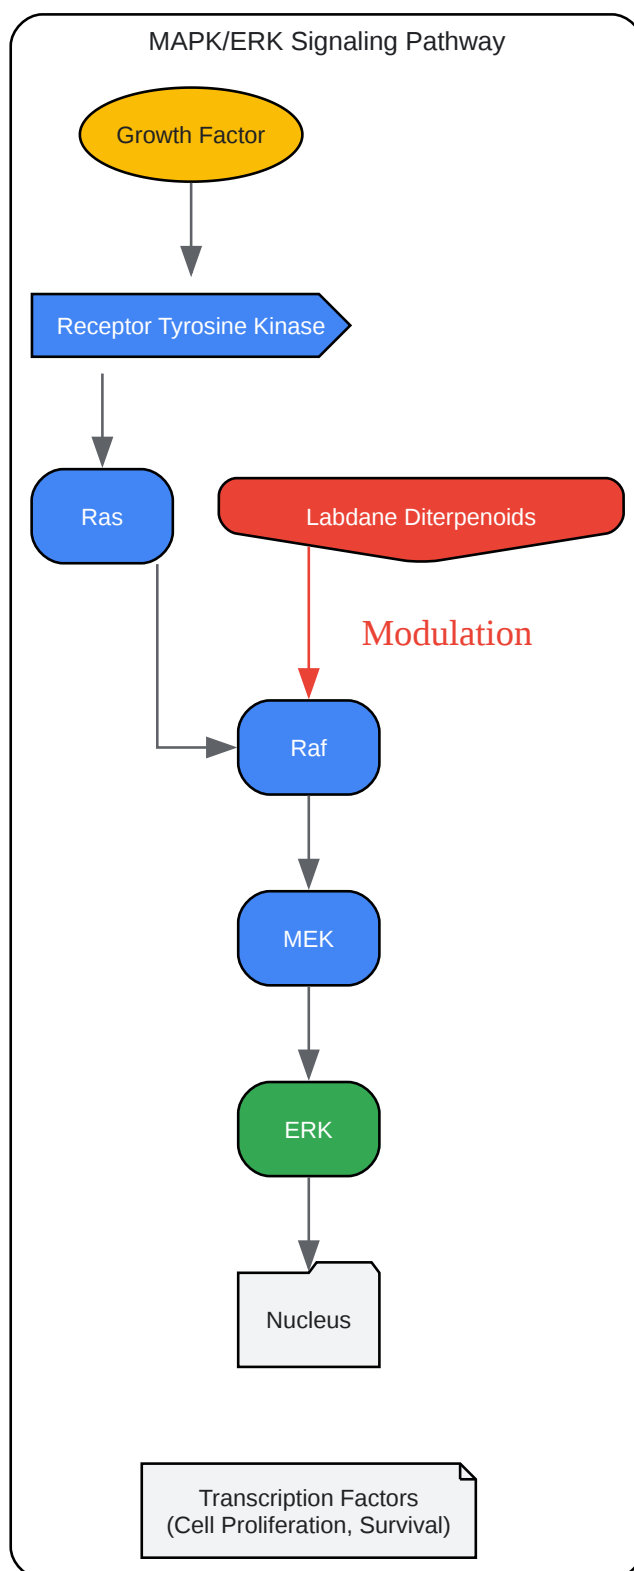 MAPK/ERK Signaling Pathway
Growth Factor
Receptor Tyrosine Kinase
Ras
Labdane Diterpenoids
Modulation
Raf
MEK
ERK
Nucleus
Transcription Factors
(Cell Proliferation, Survival)